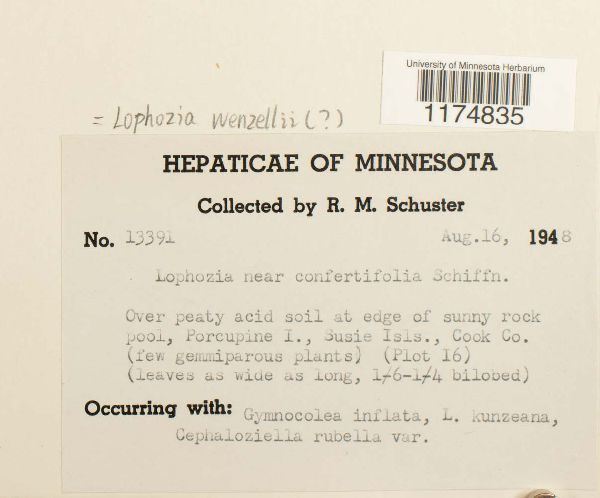 University of Minnesota Herbarium
1174835
= Lophozia wenzellii (?)
HEPATICAE OF MINNESOTA
Collected by R. M. Schuster
No. 13391 Aug.16, 1948
Lophozia near confertifolia Schiffn.
Over peaty acid soil at edge of sunny rock
pool, Porcupine I., Susie Isls., Cook Co.
(few gemmiparous plants) (Plot 16)
(leaves as wide as long, 1/6-1/4 bilobed)
Occurring with: Gymnocolea inflata, L. kunzeana,
Cephaloziella rubella var.